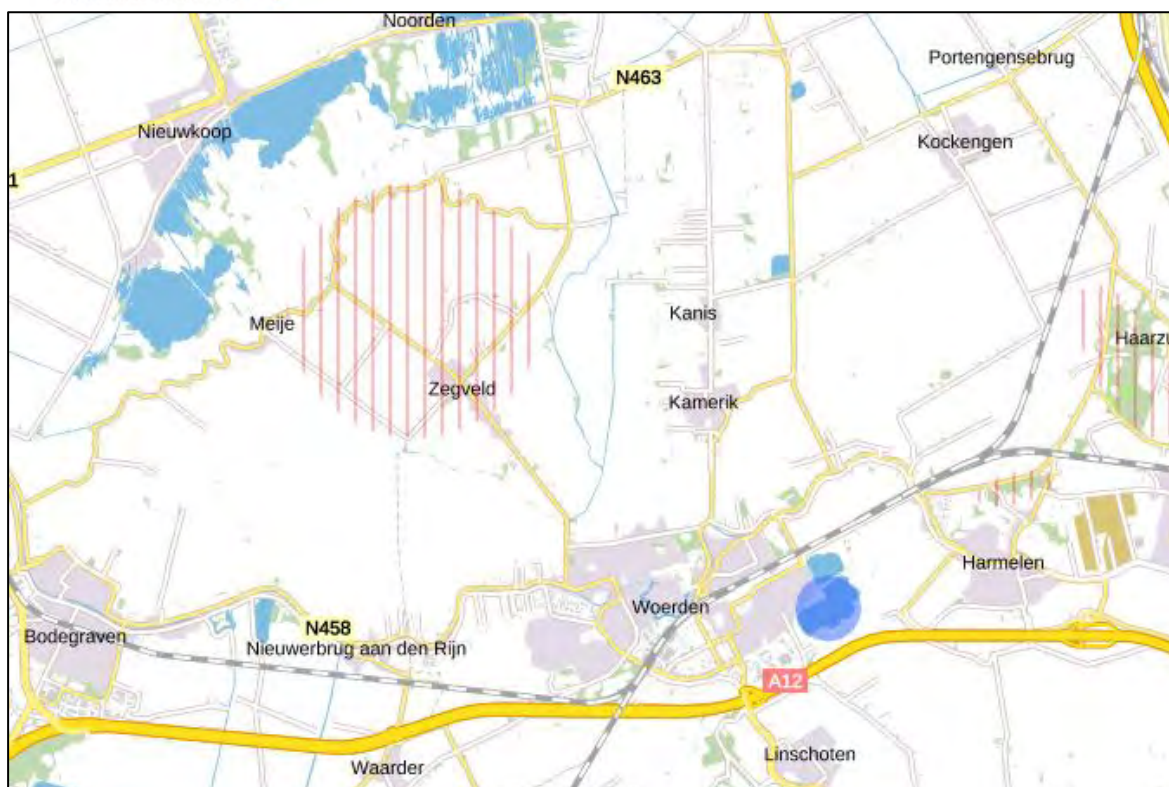 Noorden
Portengensebrug
N463
Nieuwkoop
Kockengen
1
Kanis
Meije
Haarzu
Zegveld
Kamerik
Harmelen
Woerden
N458
Bodegraven
Nieuwerbrug aan den Rijn
A12
Linschoten
Waarder